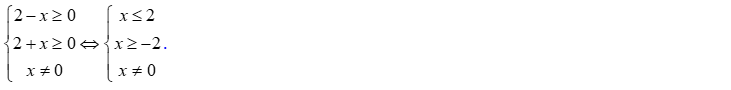 {2−x≥0 {x≤2
{2+x≥0 ⇔ {x≥−2.
{x≠0 {x≠0